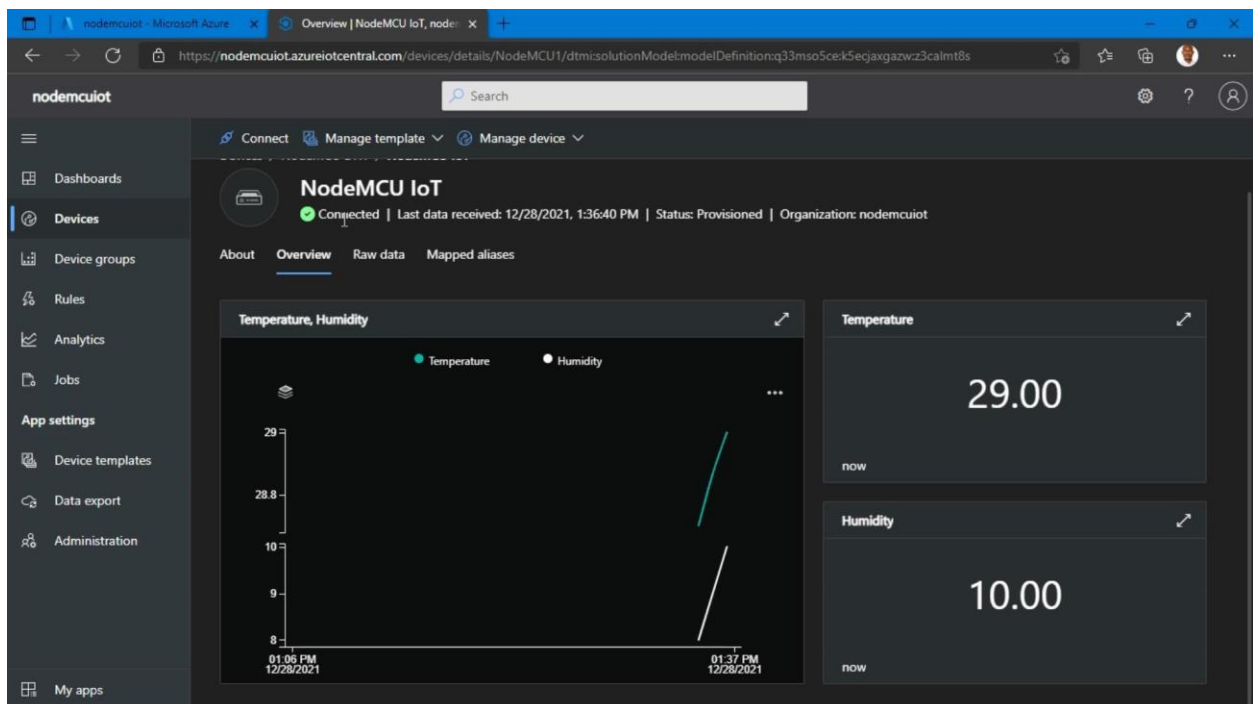 nodemcuiot - Microsoft Azure
Overview | NodeMCU IoT, noder
https://nodemcuiot.azureiotcentral.com/devices/details/NodeMCU1/dtmi:solutionModel:modelDefinition:q33mso5ce:k5ecjaxgazw:z3calmt8s
nodemcuiot
Search
?
Connect
Manage template
Manage device
Dashboards
Devices
Device groups
Rules
Analytics
Jobs
App settings
Device templates
Data export
Administration
My apps
NodeMCU IoT
Connected | Last data received: 12/28/2021, 1:36:40 PM | Status: Provisioned | Organization: nodemcuiot
About Overview Raw data Mapped aliases
Temperature, Humidity
Temperature Humidity
29
28.8
10
9
8
01:06 PM 01:37 PM
12/28/2021 12/28/2021
Temperature
29.00
now
Humidity
10.00
now